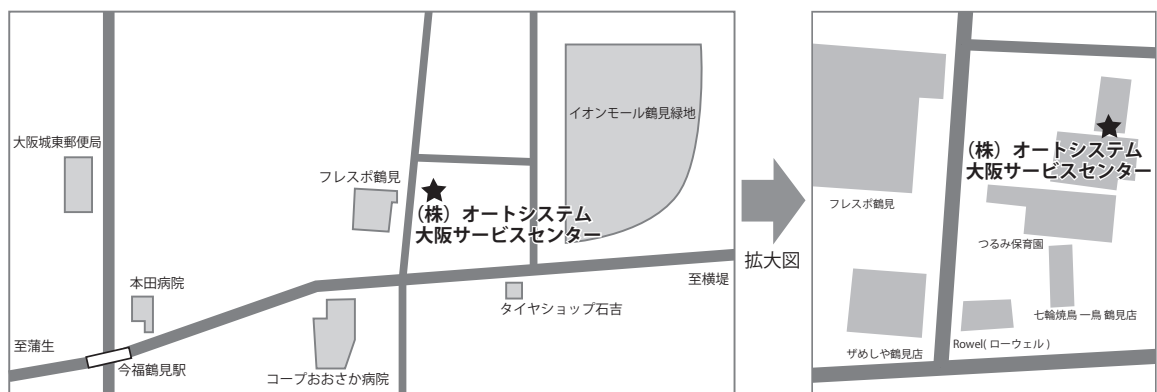 大阪城東郵便局
フレスポ鶴見
イオンモール鶴見緑地
(株)オートシステム
大阪サービスセンター
本田病院
タイヤショップ石吉
至横堤
至蒲生
今福鶴見駅
コープおおさか病院
拡大図
(株)オートシステム
大阪サービスセンター
フレスポ鶴見
つるみ保育園
七輪焼鳥 一鳥 鶴見店
Rowel(ローウェル)
ザめしや鶴見店